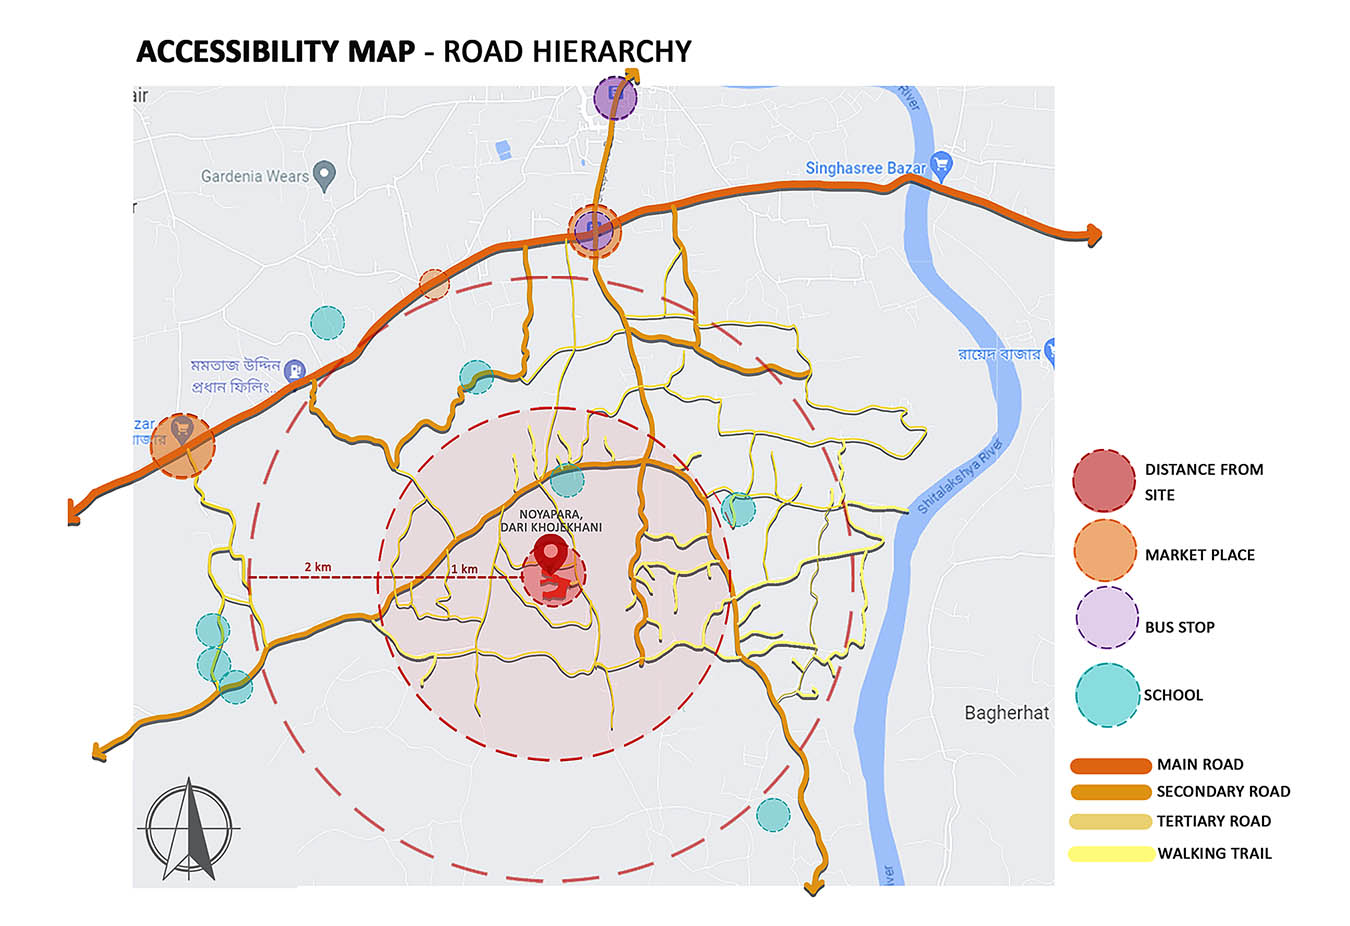 ACCESSIBILITY MAP - ROAD HIERARCHY
air
River
Singhasree Bazar
Gardenia Wears
r
মমতাজ উদ্দিন
প্রধান ফিলিং...
রায়েদ বাজার
zar
াজার
Shitalakshya River
NOYAPARA,
DARI KHOJEKHANI
2 km
1 km
Bagherhat
DISTANCE FROM
SITE
MARKET PLACE
BUS STOP
SCHOOL
MAIN ROAD
SECONDARY ROAD
TERTIARY ROAD
WALKING TRAIL